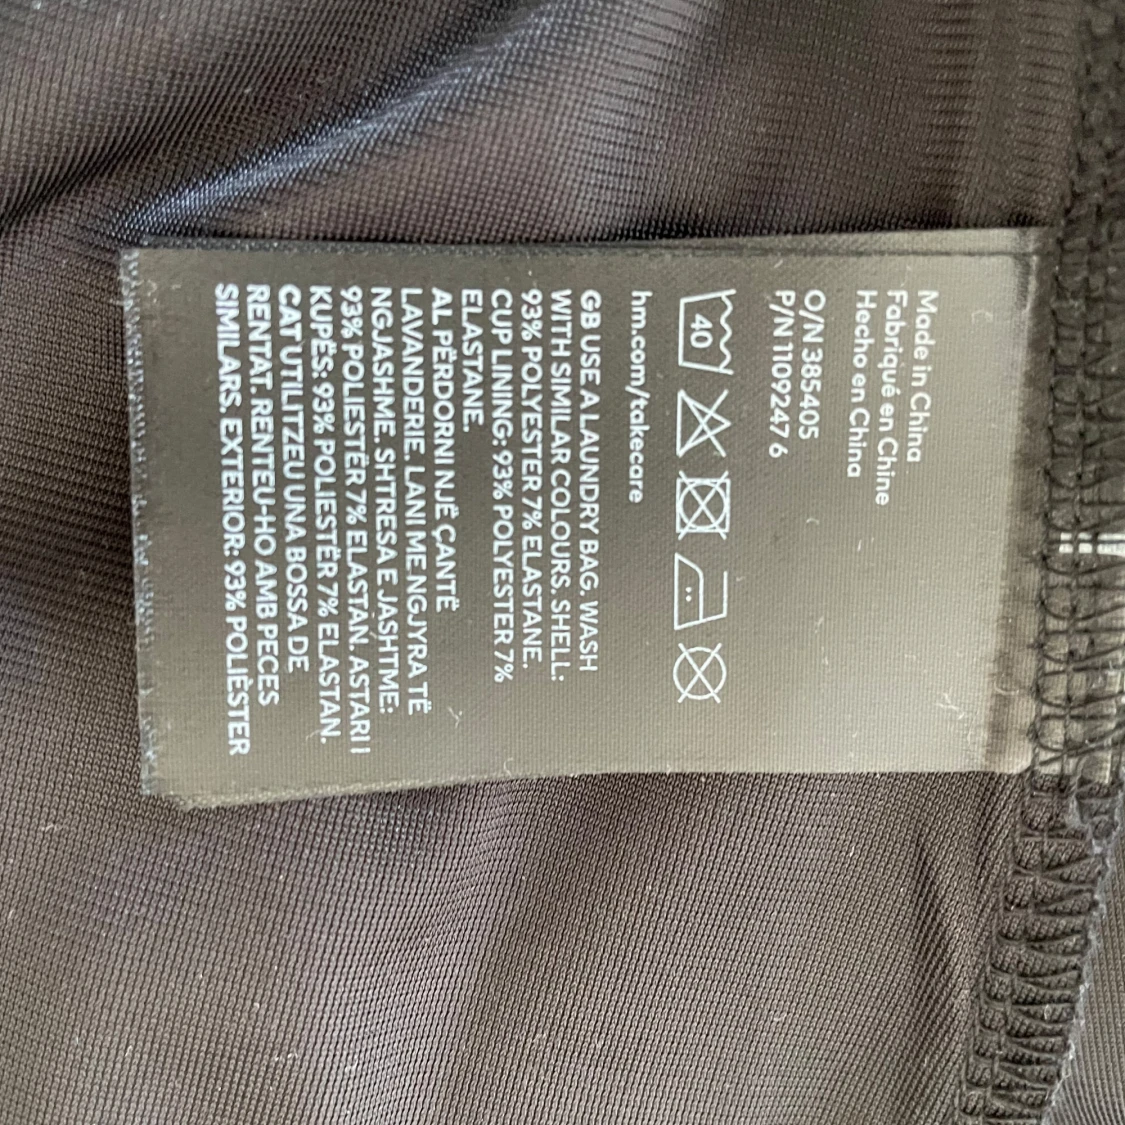 Made in China
Fabriqué en Chine
Hecho en China
O/N 385405
P/N 11092476
40
hm.com/takecare
GB USE A LAUNDRY BAG. WASH
WITH SIMILAR COLOURS. SHELL:
93% POLYESTER 7% ELASTANE.
CUP LINING: 93% POLYESTER 7%
ELASTANE.
AL PËRDORNI NJË ÇANTË
LAVANDERIE. LANI ME NGJYRA TË
NGJASHME. SHTRESA E JASHTME:
93% POLIESTËR 7% ELASTAN. ASTARI I
KUPËS: 93% POLIESTËR 7% ELASTAN.
CAT UTILITZEU UNA BOSSA DE
RENTAT. RENTEU-HO AMB PECES
SIMILARS. EXTERIOR: 93% POLIÈSTER